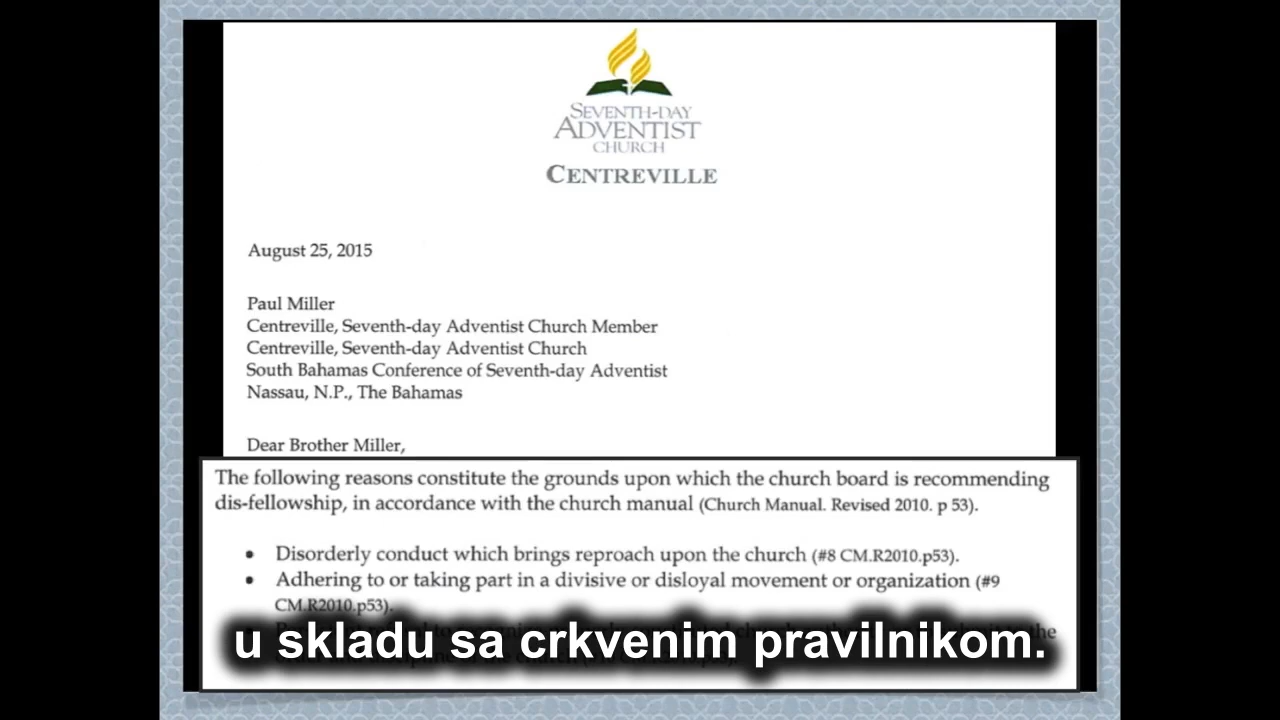 SEVENTH-DAY
ADVENTIST
CHURCH
CENTREVILLE
August 25, 2015
Paul Miller
Centreville, Seventh-day Adventist Church Member
Centreville, Seventh-day Adventist Church
South Bahamas Conference of Seventh-day Adventist
Nassau, N.P., The Bahamas
Dear Brother Miller,
The following reasons constitute the grounds upon which the church board is recommending
dis-fellowship, in accordance with the church manual (Church Manual. Revised 2010. p 53).
• Disorderly conduct which brings reproach upon the church (#8 CM.R2010.p53).
• Adhering to or taking part in a divisive or disloyal movement or organization (#9
CM.R2010.p53).
u skladu sa crkvenim pravilnikom.